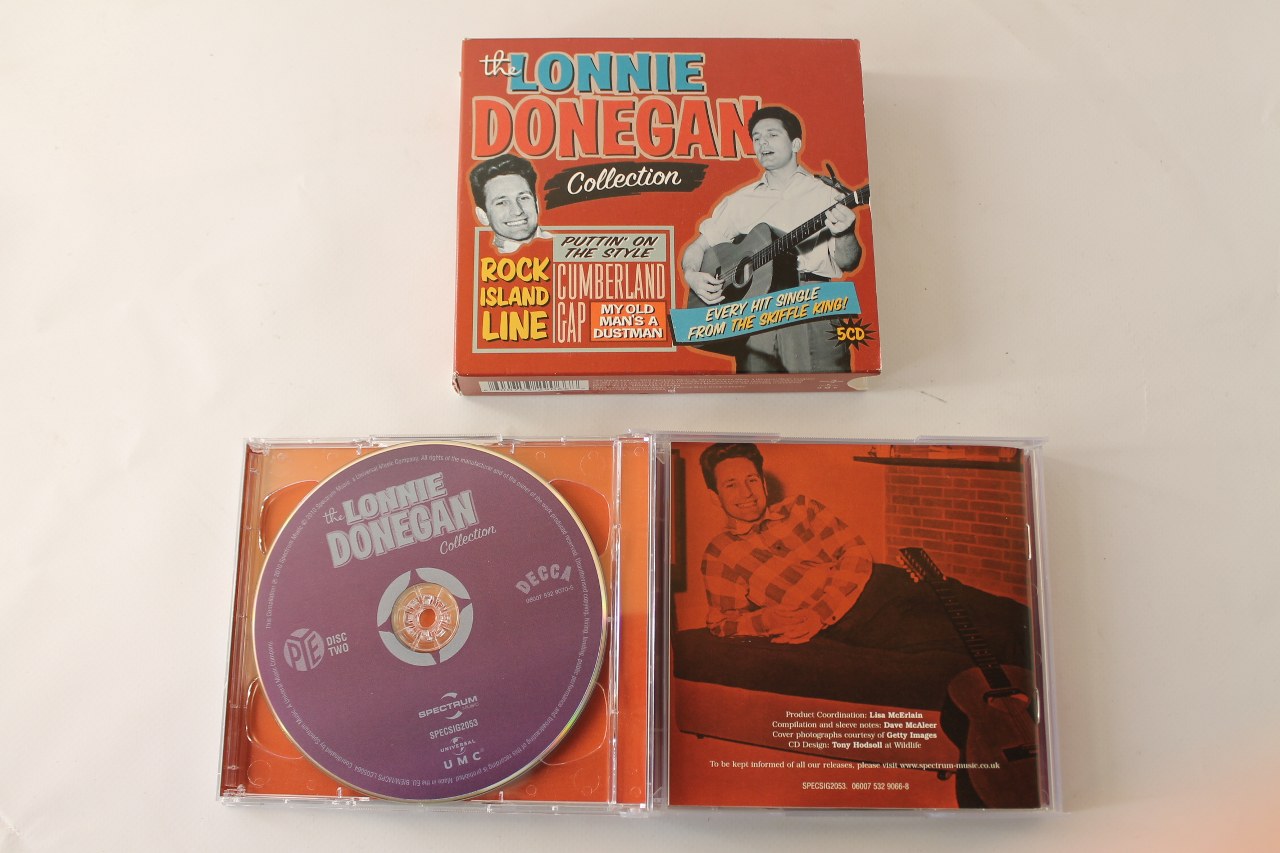 the LONNIE
DONEGAN
Collection
PUTTIN' ON
THE STYLE
ROCK
ISLAND
LINE
CUMBERLAND
GAP
MY OLD
MAN'S A
DUSTMAN
EVERY HIT SINGLE
FROM THE SKIFFLE KING!
5CD
the LONNIE
DONEGAN
Collection
DECCA
PYE
DISC
TWO
SPECTRUM
SPECSIG2053
UNIVERSAL
UMC
Product Coordination: Lisa McErlain
Compilation and sleeve notes: Dave McAleer
Cover photographs courtesy of Getty Images
CD Design: Tony Hodsoll at Wildlife
To be kept informed of all our releases, please visit www.spectrum-music.co.uk
SPECSIG2053 06007 532 9066-8